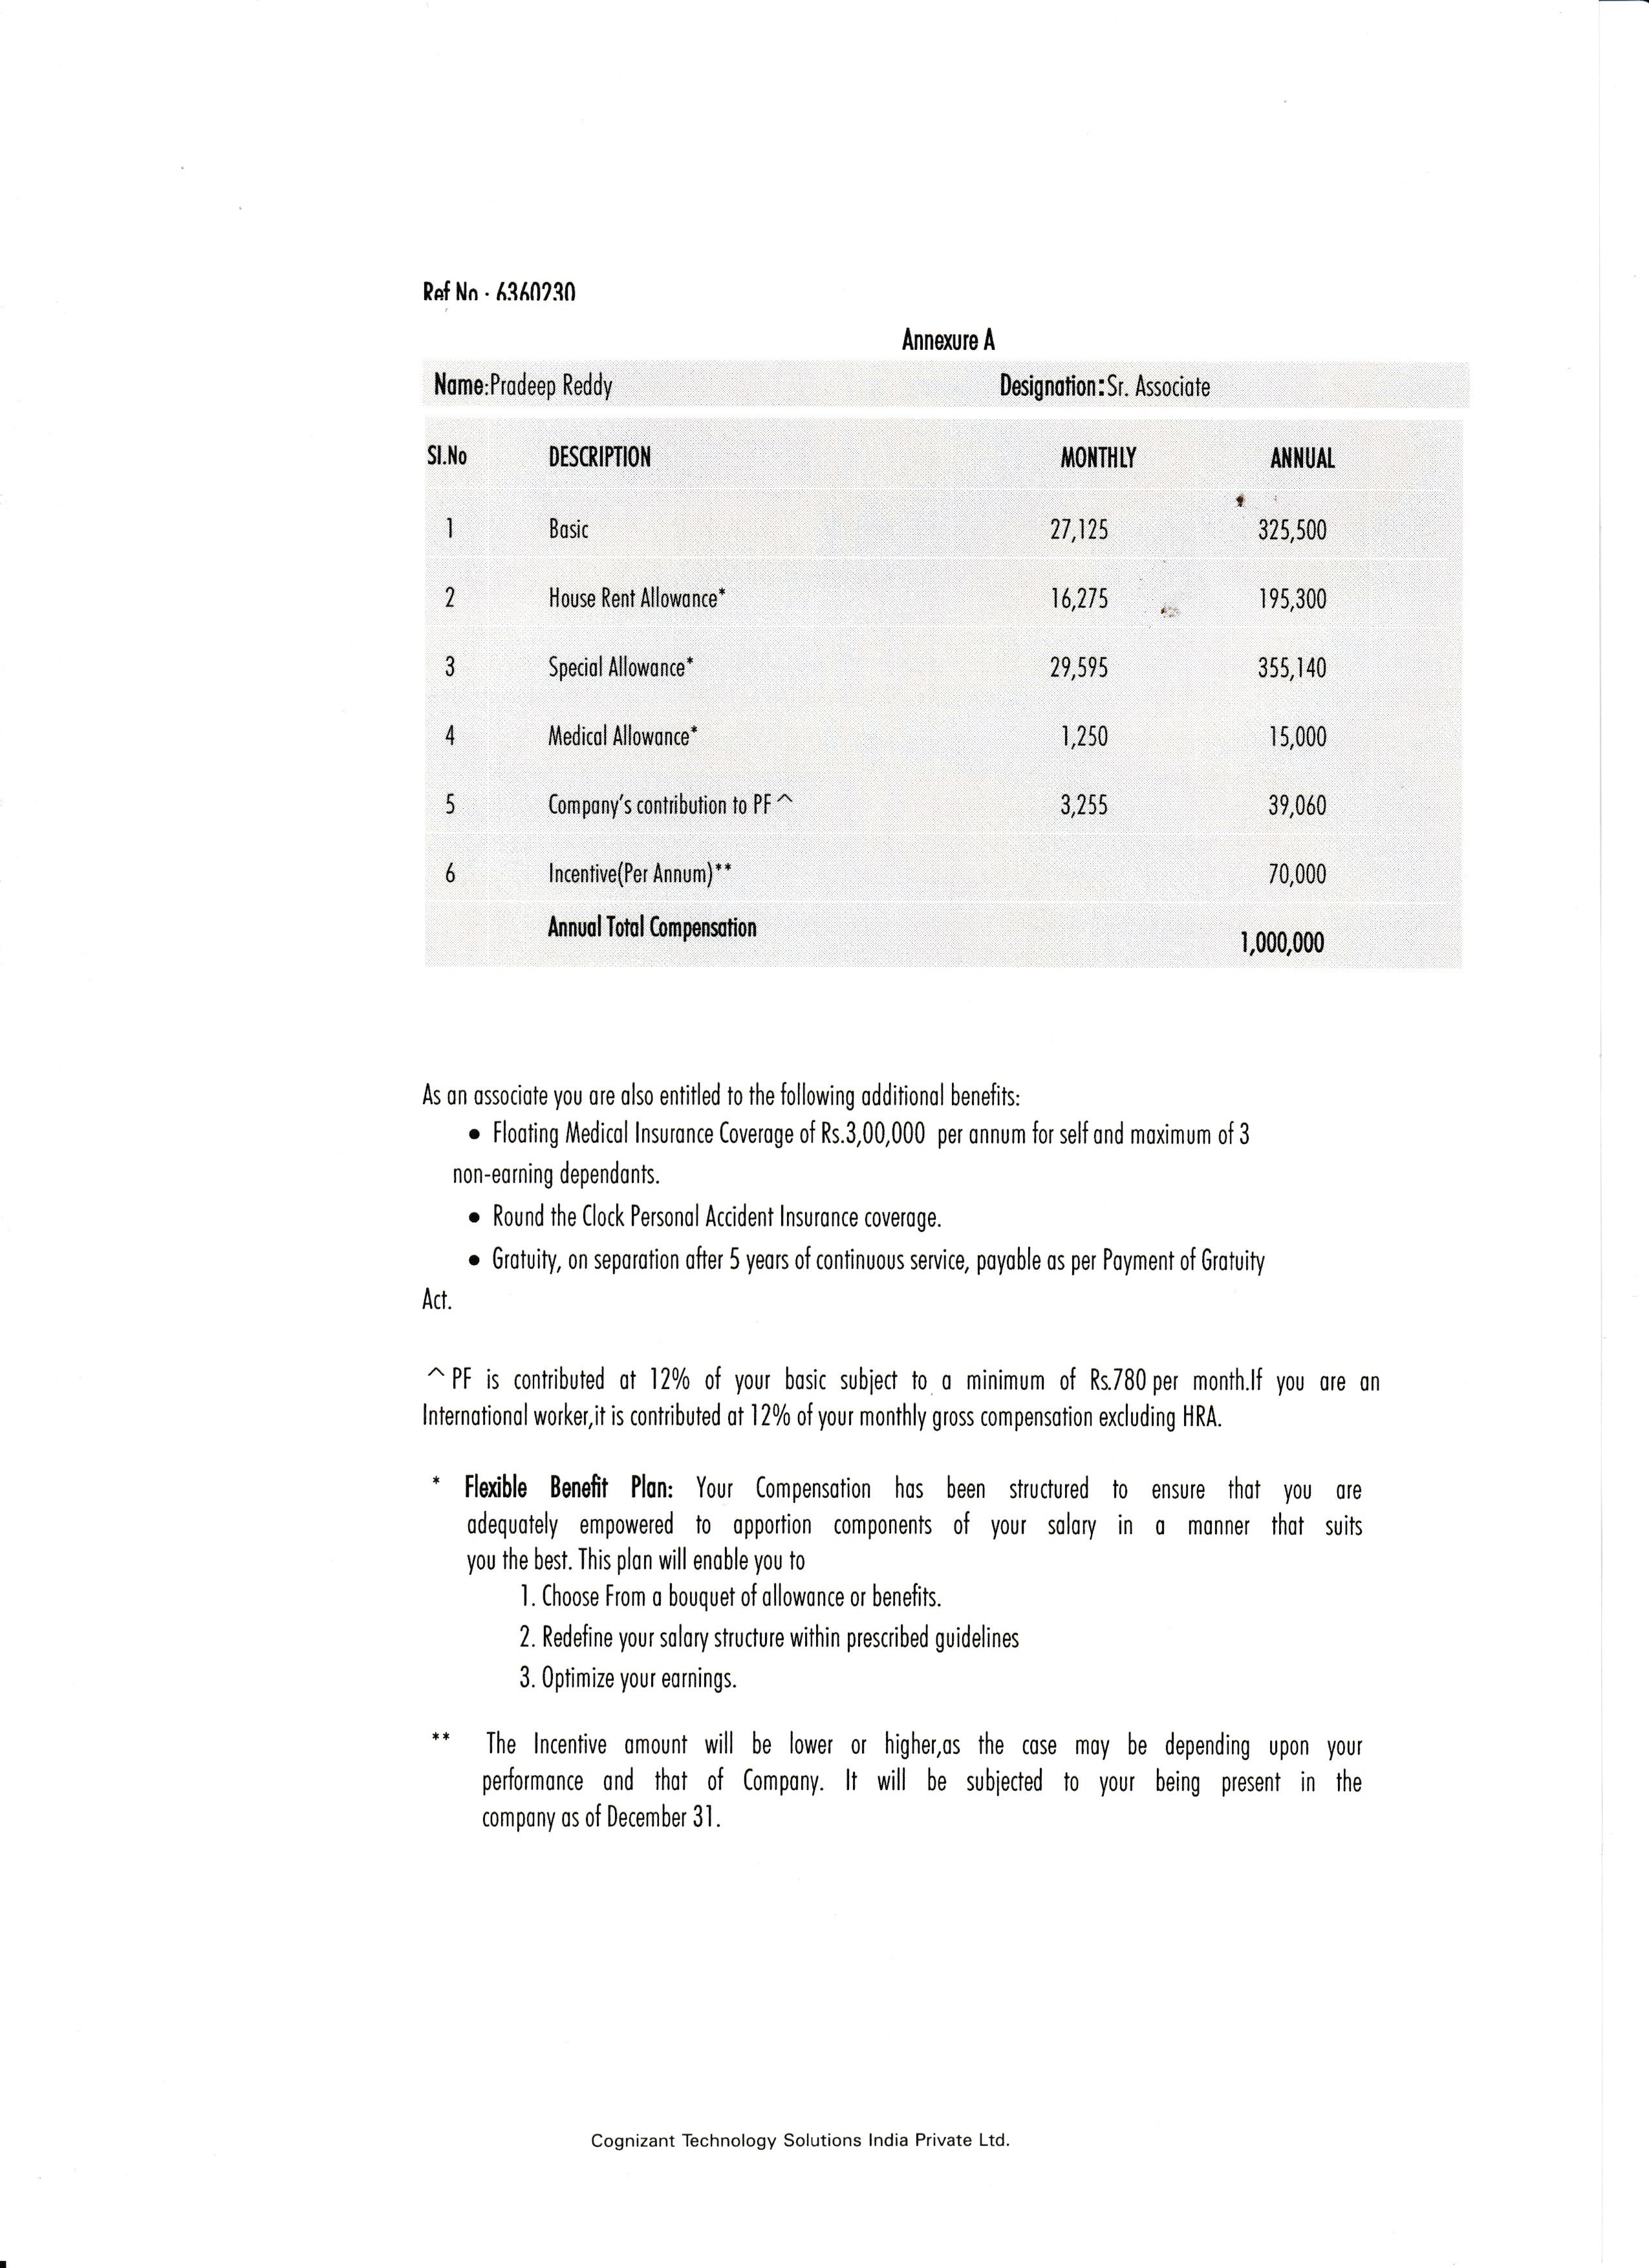 Ref No : 6360230
Annexure A
Name:Pradeep Reddy Designation:Sr. Associate
Sl.No DESCRIPTION MONTHLY ANNUAL
1 Basic 27,125 325,500
2 House Rent Allowance* 16,275 195,300
3 Special Allowance* 29,595 355,140
4 Medical Allowance* 1,250 15,000
5 Company's contribution to PF ^ 3,255 39,060
6 Incentive(Per Annum)** 70,000
Annual Total Compensation
1,000,000
As an associate you are also entitled to the following additional benefits:
• Floating Medical Insurance Coverage of Rs.3,00,000 per annum for self and maximum of 3
non-earning dependants.
• Round the Clock Personal Accident Insurance coverage.
• Gratuity, on separation after 5 years of continuous service, payable as per Payment of Gratuity
Act.
^ PF is contributed at 12% of your basic subject to a minimum of Rs.780 per month.If you are an
International worker,it is contributed at 12% of your monthly gross compensation excluding HRA.
* Flexible Benefit Plan: Your Compensation has been structured to ensure that you are
adequately empowered to apportion components of your salary in a manner that suits
you the best. This plan will enable you to
1. Choose From a bouquet of allowance or benefits.
2. Redefine your salary structure within prescribed guidelines
3. Optimize your earnings.
** The Incentive amount will be lower or higher,as the case may be depending upon your
performance and that of Company. It will be subjected to your being present in the
company as of December 31.
Cognizant Technology Solutions India Private Ltd.